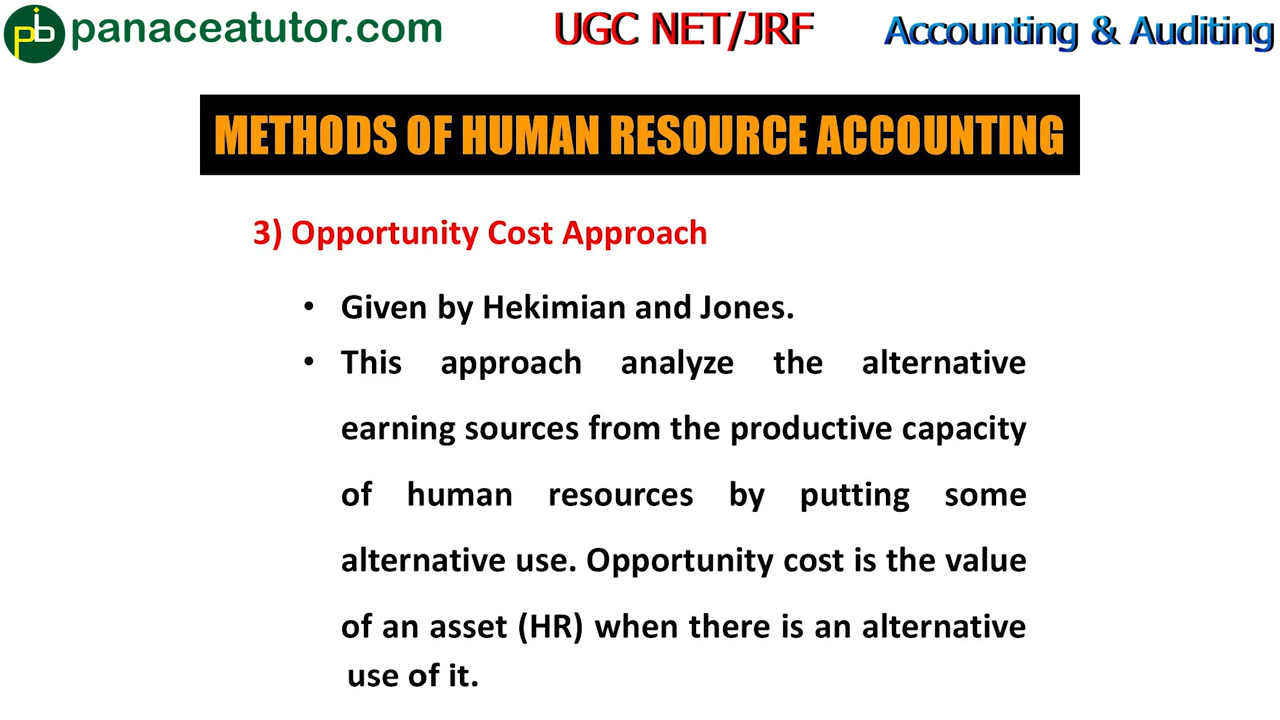 panaceatutor.com UGC NET/JRF Accounting & Auditing
METHODS OF HUMAN RESOURCE ACCOUNTING
3) Opportunity Cost Approach
• Given by Hekimian and Jones.
• This approach analyze the alternative
earning sources from the productive capacity
of human resources by putting some
alternative use. Opportunity cost is the value
of an asset (HR) when there is an alternative
use of it.